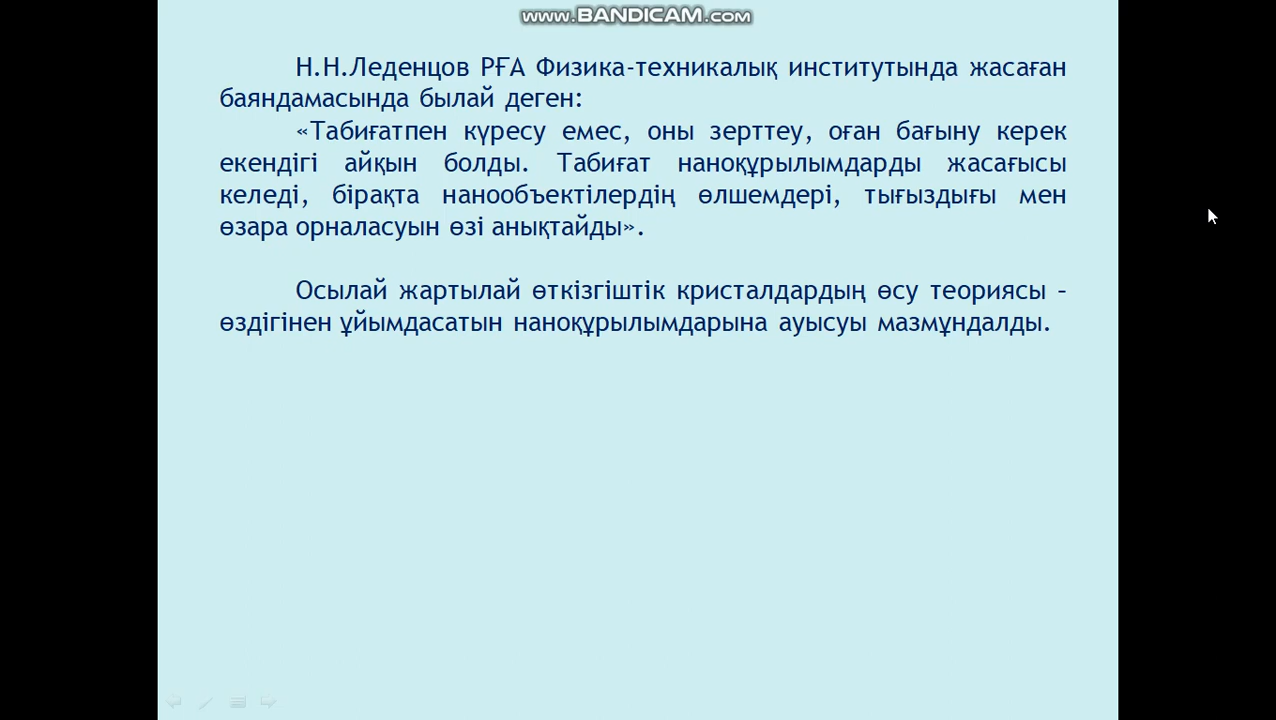 www.BANDICAM.com
Н.Н.Леденцов РҒА Физика-техникалық институтында жасаған
баяндамасында былай деген:
«Табиғатпен күресу емес, оны зерттеу, оған бағыну керек
екендігі айқын болды. Табиғат наноқұрылымдарды жасағысы
келеді, бірақта нанообъектілердің өлшемдері, тығыздығы мен
өзара орналасуын өзі анықтайды».
Осылай жартылай өткізгіштік кристалдардың өсу теориясы –
өздігінен ұйымдасатын наноқұрылымдарына ауысуы мазмұндалды.